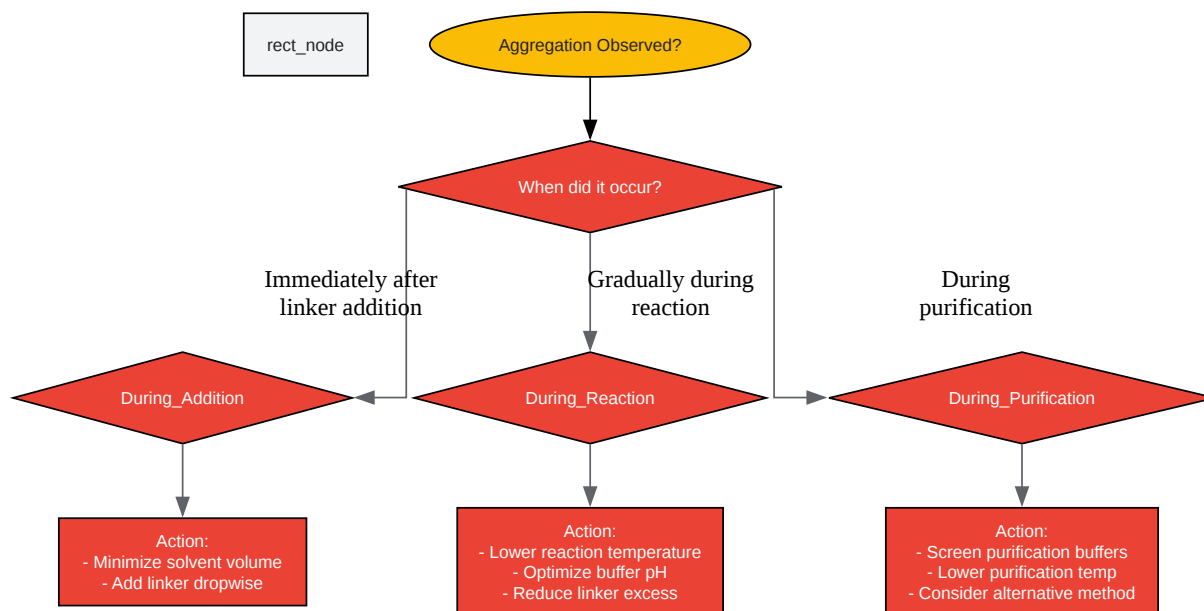 rect_node
Aggregation Observed?
When did it occur?
Immediately after
linker addition
Gradually during
reaction
During
purification
During_Addition
During_Reaction
During_Purification
Action:
- Minimize solvent volume
- Add linker dropwise
Action:
- Lower reaction temperature
- Optimize buffer pH
- Reduce linker excess
Action:
- Screen purification buffers
- Lower purification temp
- Consider alternative method